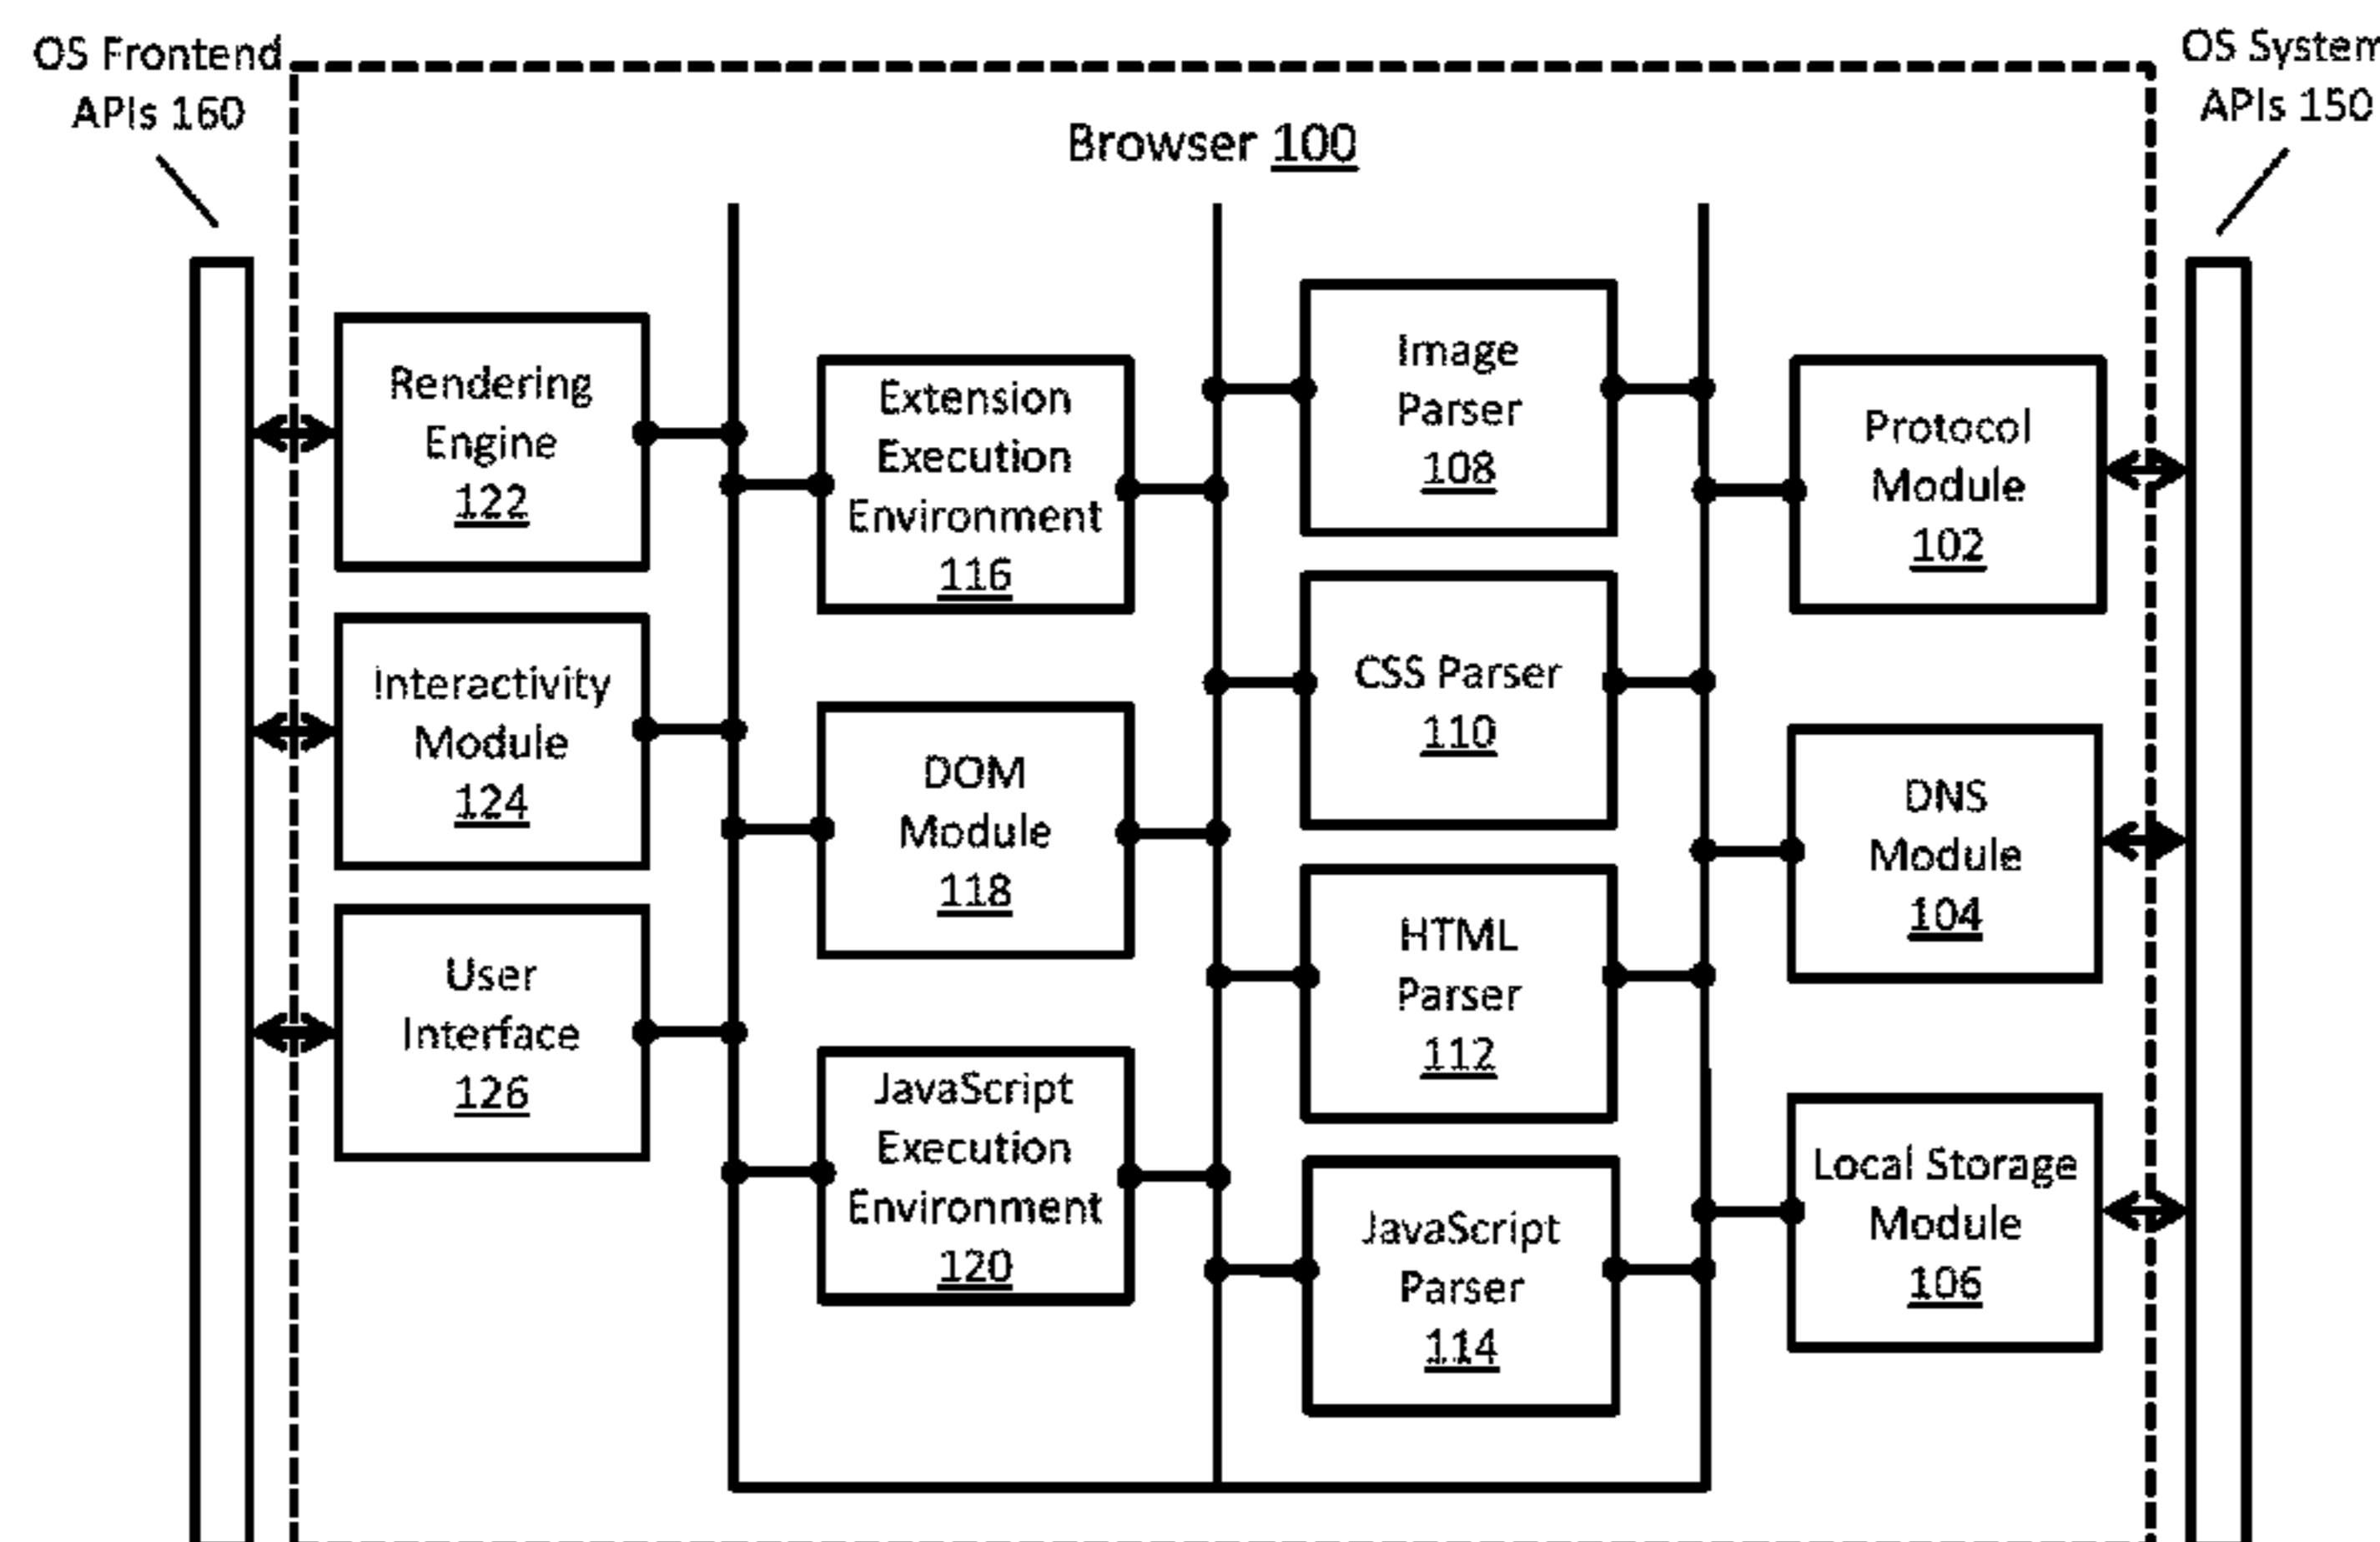 OS Frontend
APIs 160
OS System
APIs 150
Browser 100
Rendering
Engine
122
Interactivity
Module
124
User
Interface
126
Extension
Execution
Environment
116
DOM
Module
118
JavaScript
Execution
Environment
120
Image
Parser
108
CSS Parser
110
HTML
Parser
112
JavaScript
Parser
114
Protocol
Module
102
DNS
Module
104
Local Storage
Module
106